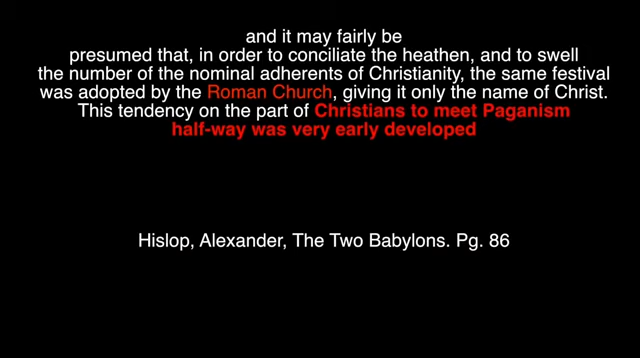 and it may fairly be
presumed that, in order to conciliate the heathen, and to swell
the number of the nominal adherents of Christianity, the same festival
was adopted by the Roman Church, giving it only the name of Christ.
This tendency on the part of Christians to meet Paganism
half-way was very early developed
Hislop, Alexander, The Two Babylons. Pg. 86